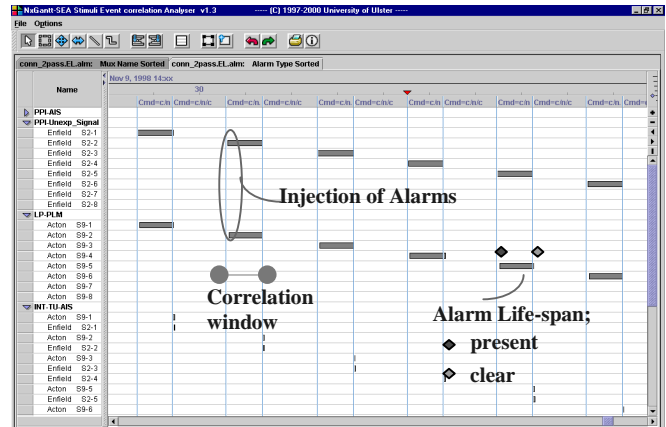 NxGantt-SEA Stimuli Event correlation Analyser v1.3 ----- (C) 1997-2000 University of Ulster -----
File Options
conn_2pass.EL.alm: Mux Name Sorted conn_2pass.EL.alm: Alarm Type Sorted
Name
Nov 9, 1998 14:xx
30
Cmd=c/n Cmd=c/n/c Cmd=c/n. Cmd=c/n/c Cmd=c/n. Cmd=c/n/c Cmd=c/n. Cmd=c/n/c Cmd=c/n. Cmd=c/n/c Cmd=c/n. Cmd=
PPI-AIS
PPI-Unexp_Signal
Enfield S2-1
Enfield S2-2
Enfield S2-3
Enfield S2-4
Enfield S2-5
Enfield S2-6
Enfield S2-7
Enfield S2-8
LP-PLM
Acton S9-1
Acton S9-2
Acton S9-3
Acton S9-4
Acton S9-5
Acton S9-6
Acton S9-7
Acton S9-8
INT-TU-AIS
Acton S9-1
Enfield S2-1
Acton S9-2
Enfield S2-2
Acton S9-3
Enfield S2-3
Enfield S2-4
Acton S9-5
Enfield S2-5
Acton S9-6
Injection of Alarms
Correlation
window
Alarm Life-span;
present
clear